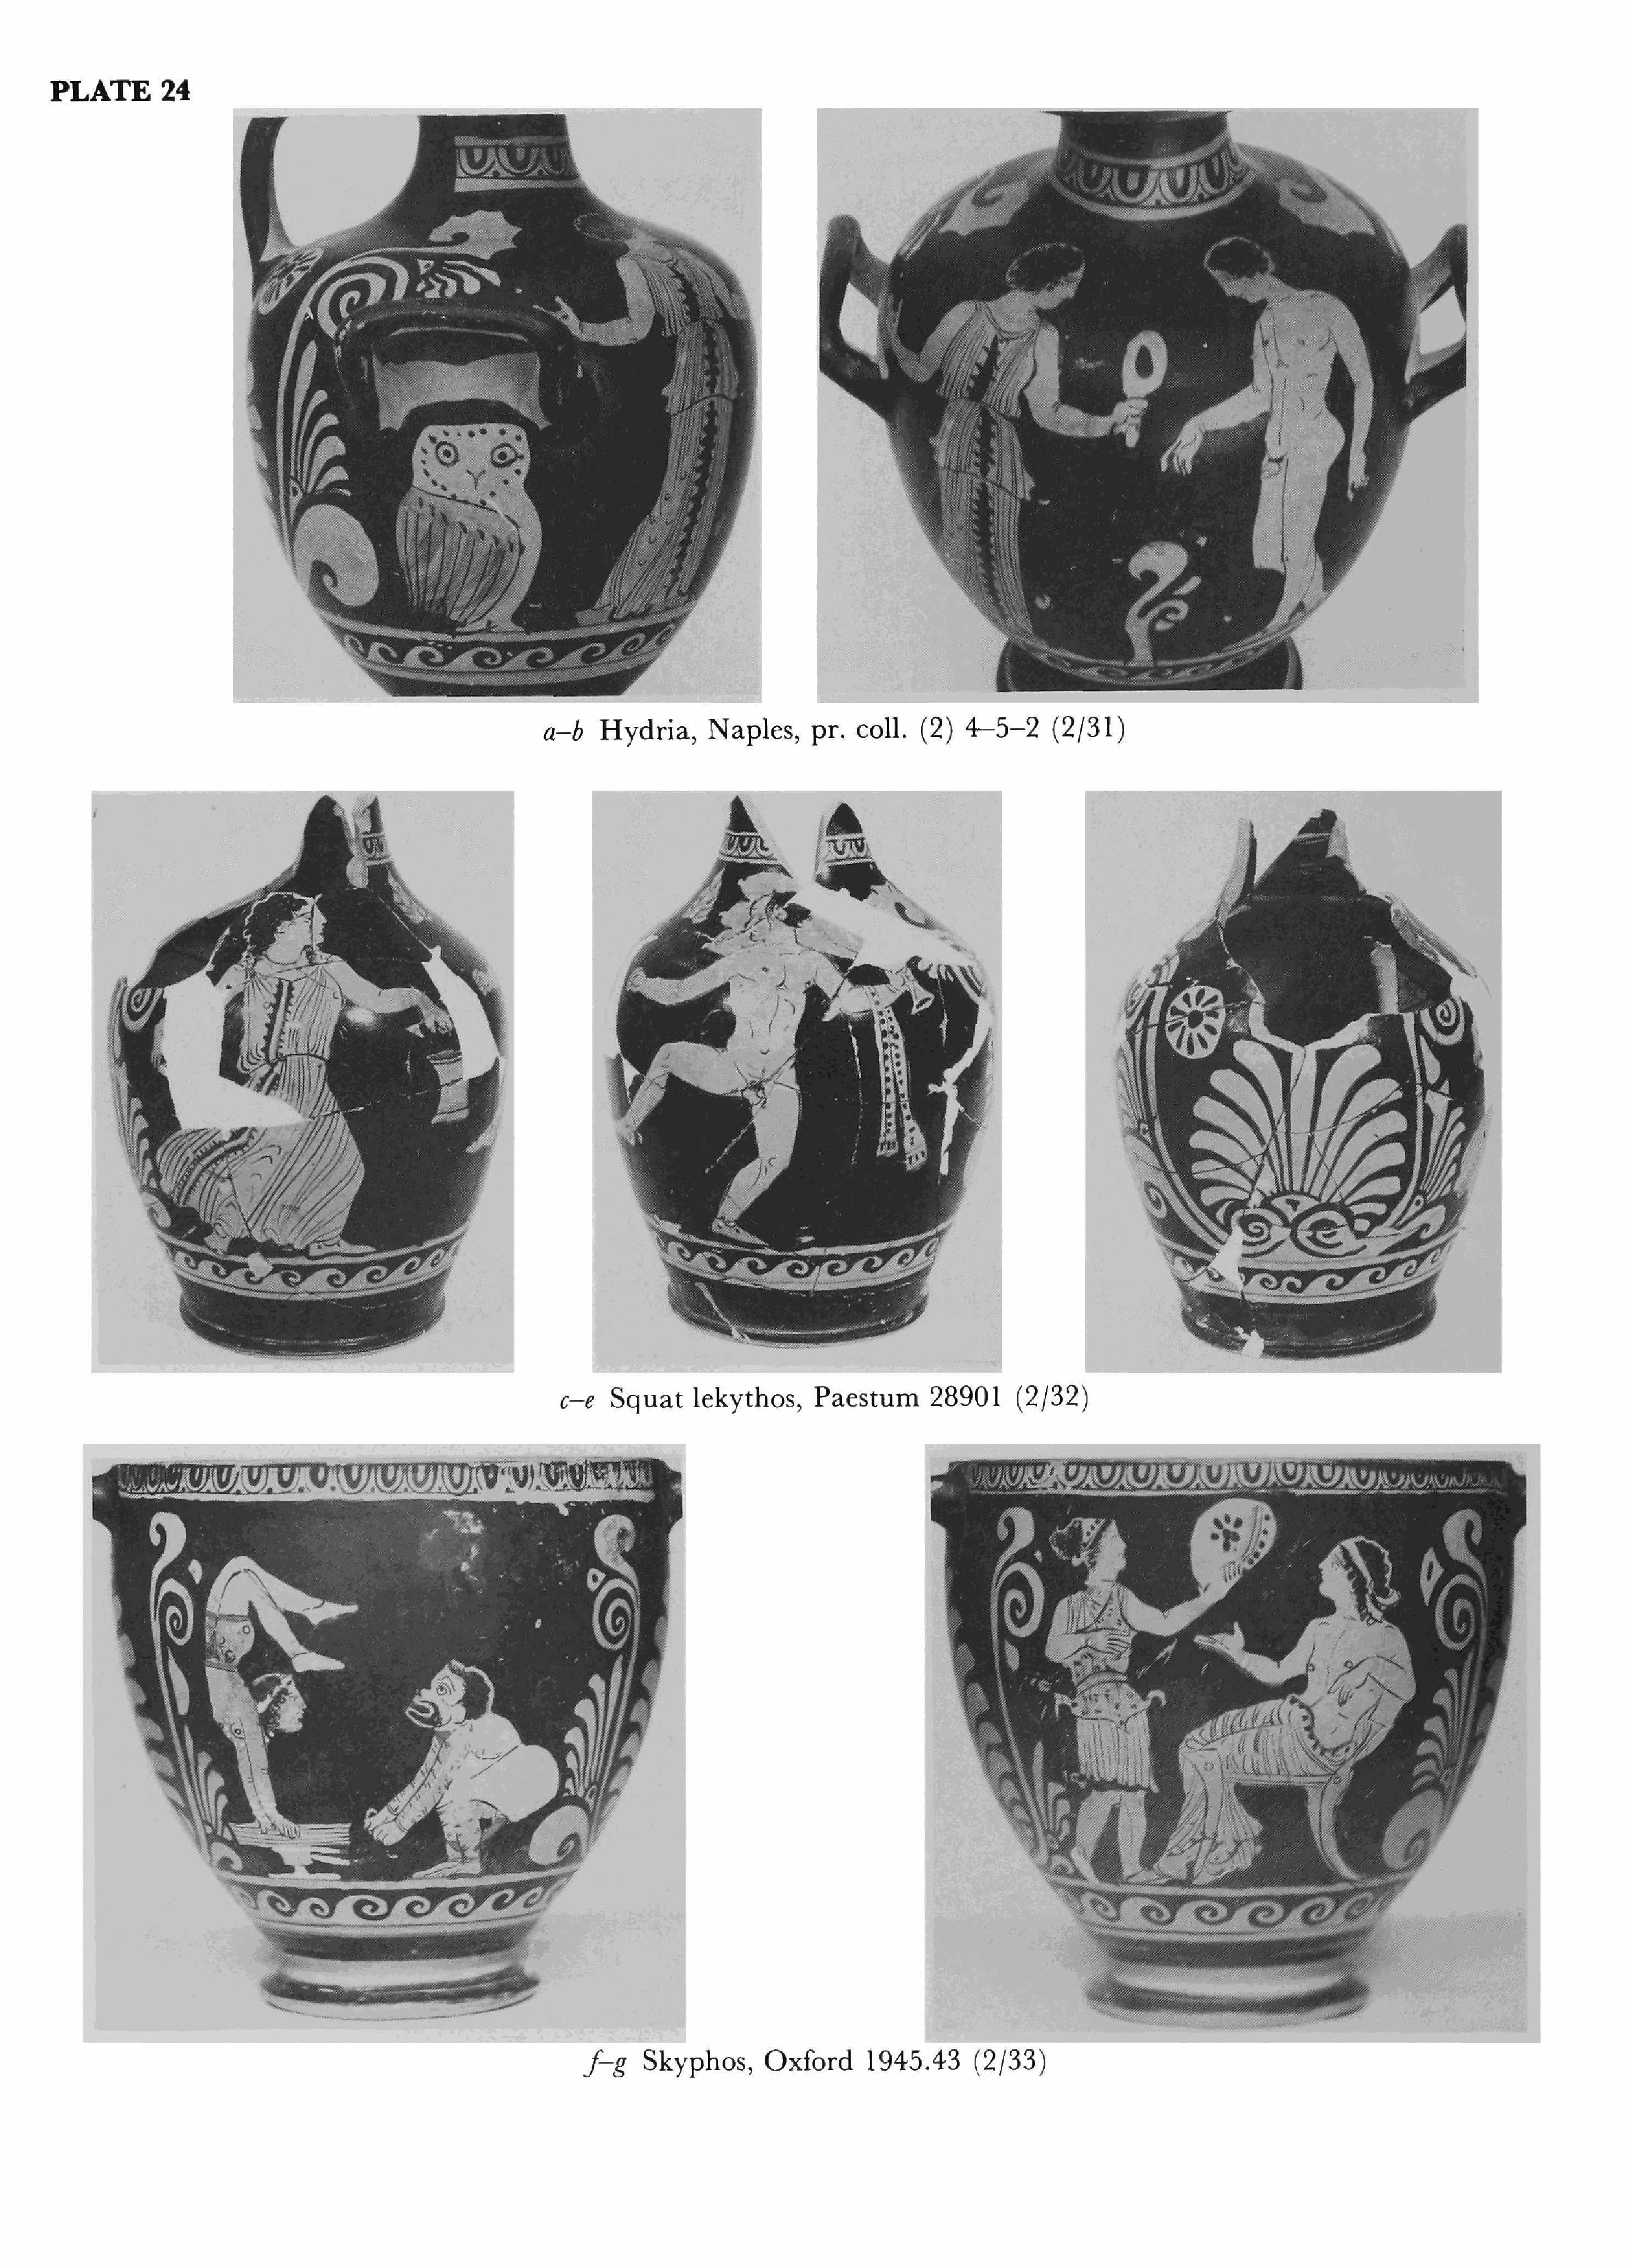 PLATE 24
a–b Hydria, Naples, pr. coll. (2) 4–5–2 (2/31)
c–e Squat lekythos, Paestum 28901 (2/32)
f–g Skyphos, Oxford 1945.43 (2/33)